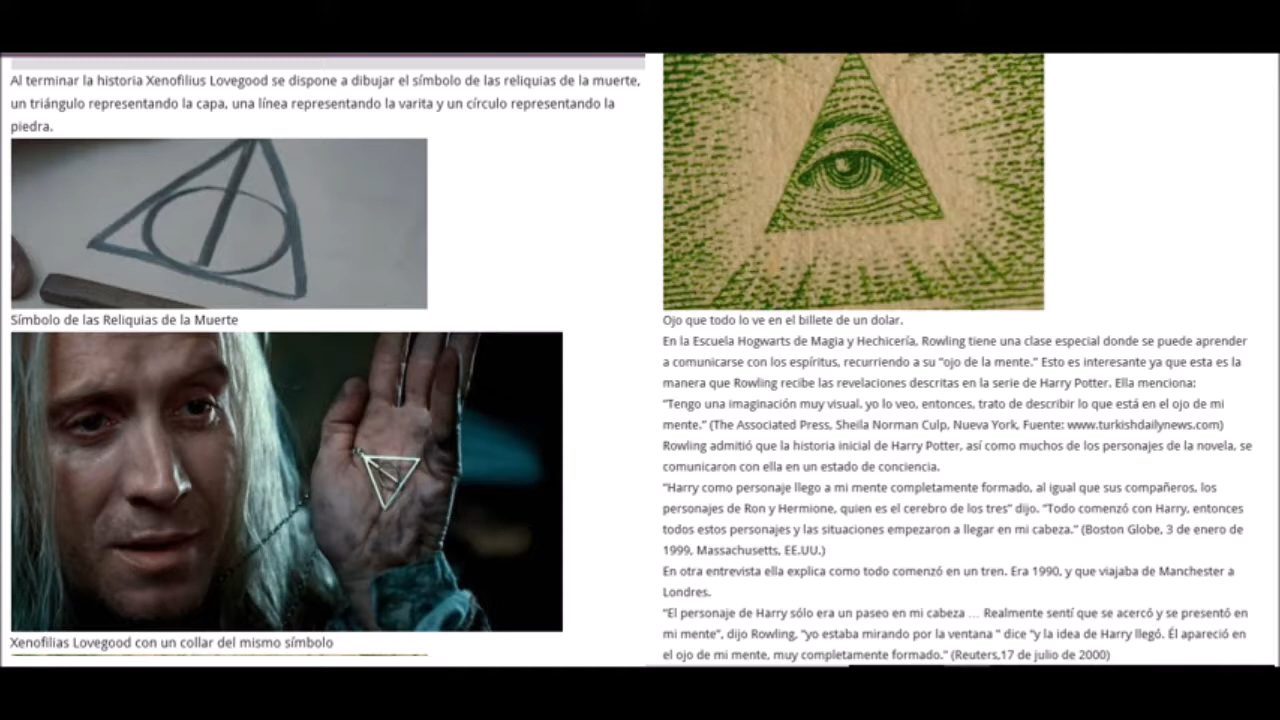 Al terminar la historia Xenofilius Lovegood se dispone a dibujar el símbolo de las reliquias de la muerte,
un triángulo representando la capa, una línea representando la varita y un círculo representando la
piedra.
Símbolo de las Reliquias de la Muerte
Xenofilias Lovegood con un collar del mismo símbolo
Ojo que todo lo ve en el billete de un dolar.
En la Escuela Hogwarts de Magia y Hechicería, Rowling tiene una clase especial donde se puede aprender
a comunicarse con los espíritus, recurriendo a su “ojo de la mente.” Esto es interesante ya que esta es la
manera que Rowling recibe las revelaciones descritas en la serie de Harry Potter. Ella menciona:
“Tengo una imaginación muy visual, yo lo veo, entonces, trato de describir lo que está en el ojo de mi
mente.” (The Associated Press, Sheila Norman Culp, Nueva York, Fuente: www.turkishdailynews.com)
Rowling admitió que la historia inicial de Harry Potter, así como muchos de los personajes de la novela, se
comunicaron con ella en un estado de conciencia.
“Harry como personaje llego a mi mente completamente formado, al igual que sus compañeros, los
personajes de Ron y Hermione, quien es el cerebro de los tres” dijo. “Todo comenzó con Harry, entonces
todos estos personajes y las situaciones empezaron a llegar en mi cabeza.” (Boston Globe, 3 de enero de
1999, Massachusetts, EE.UU.)
En otra entrevista ella explica como todo comenzó en un tren. Era 1990, y que viajaba de Manchester a
Londres.
“El personaje de Harry sólo era un paseo en mi cabeza … Realmente sentí que se acercó y se presentó en
mi mente”, dijo Rowling, “yo estaba mirando por la ventana ” dice “y la idea de Harry llegó. Él apareció en
el ojo de mi mente, muy completamente formado.” (Reuters,17 de julio de 2000)